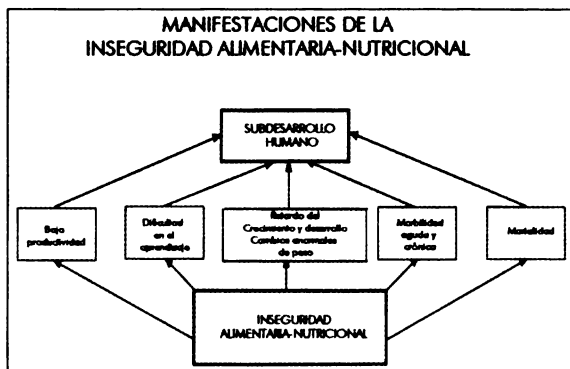 MANIFESTACIONES DE LA
INSEGURIDAD ALIMENTARIA-NUTRICIONAL
SUBDESARROLLO
HUMANO
Baja
productividad
Dificultad
en el
aprendizaje
Retardo del
Crecimiento y desarrollo
Cambios anormales
de peso
Morbilidad
aguda y
crónica
Mortalidad
INSEGURIDAD
ALIMENTARIA-NUTRICIONAL